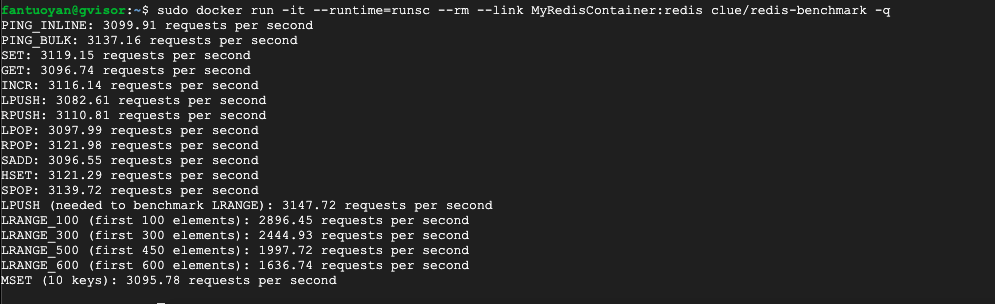 fantuoyan@gvisor:~$ sudo docker run -it --runtime=runsc --rm --link MyRedisContainer:redis clue/redis-benchmark -q
PING_INLINE: 3099.91 requests per second
PING_BULK: 3137.16 requests per second
SET: 3119.15 requests per second
GET: 3096.74 requests per second
INCR: 3116.14 requests per second
LPUSH: 3082.61 requests per second
RPUSH: 3110.81 requests per second
LPOP: 3097.99 requests per second
RPOP: 3121.98 requests per second
SADD: 3096.55 requests per second
HSET: 3121.29 requests per second
SPOP: 3139.72 requests per second
LPUSH (needed to benchmark LRANGE): 3147.72 requests per second
LRANGE_100 (first 100 elements): 2896.45 requests per second
LRANGE_300 (first 300 elements): 2444.93 requests per second
LRANGE_500 (first 450 elements): 1997.72 requests per second
LRANGE_600 (first 600 elements): 1636.74 requests per second
MSET (10 keys): 3095.78 requests per second